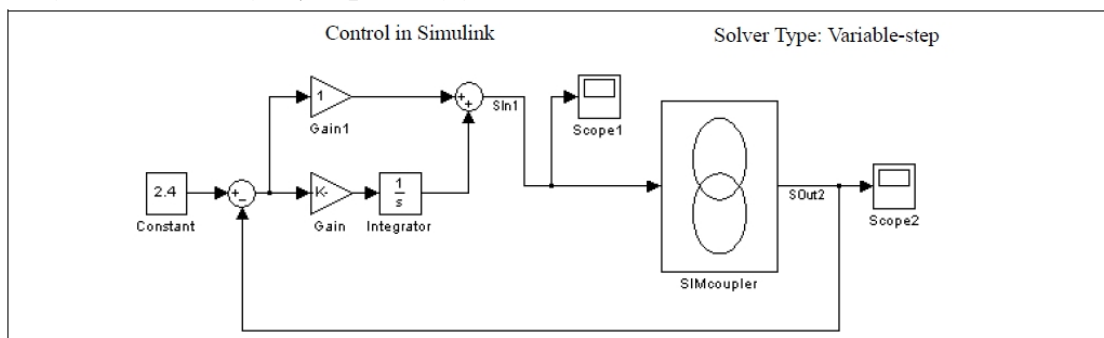 Control in Simulink
Solver Type: Variable-step
1
Gain1
+
+
SIn1
Scope1
2.4
Constant
+
−
K-
Gain
1
s
Integrator
SIMcoupler
SOut2
Scope2